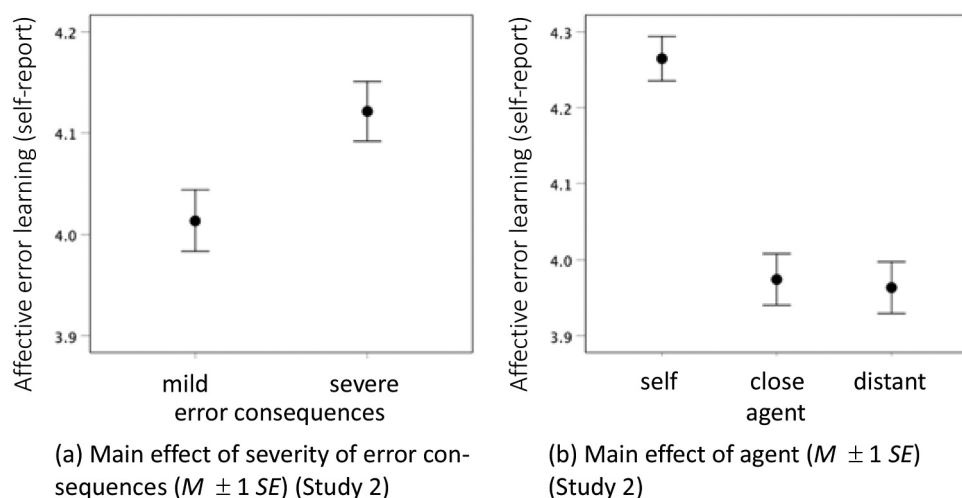 Affective error learning (self-report)
4.2
4.1
4.0
3.9
mild
severe
error consequences
(a) Main effect of severity of error con-
sequences (M ± 1 SE) (Study 2)
Affective error learning (self-report)
4.3
4.2
4.1
4.0
3.9
self
close
distant
agent
(b) Main effect of agent (M ± 1 SE)
(Study 2)